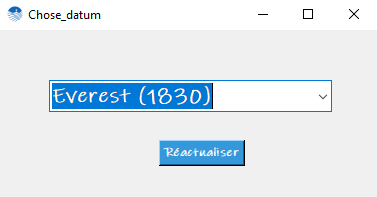 Chose_datum
Everest (1830)
Réactualiser